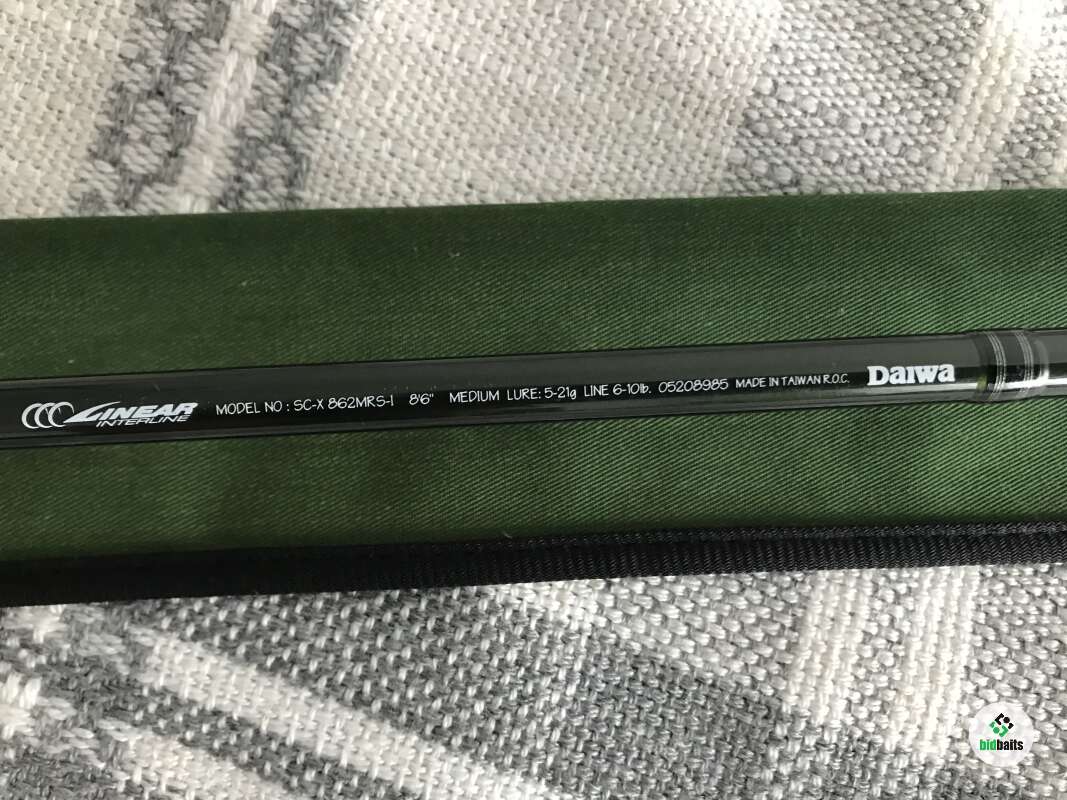 LINEAR
INTERLINE
MODEL NO : SC-X 862MRS-I 8'6" MEDIUM LURE: 5-21g LINE 6-10lb. 05208985 MADE IN TAIWAN R.O.C.
Daiwa
bidbaits